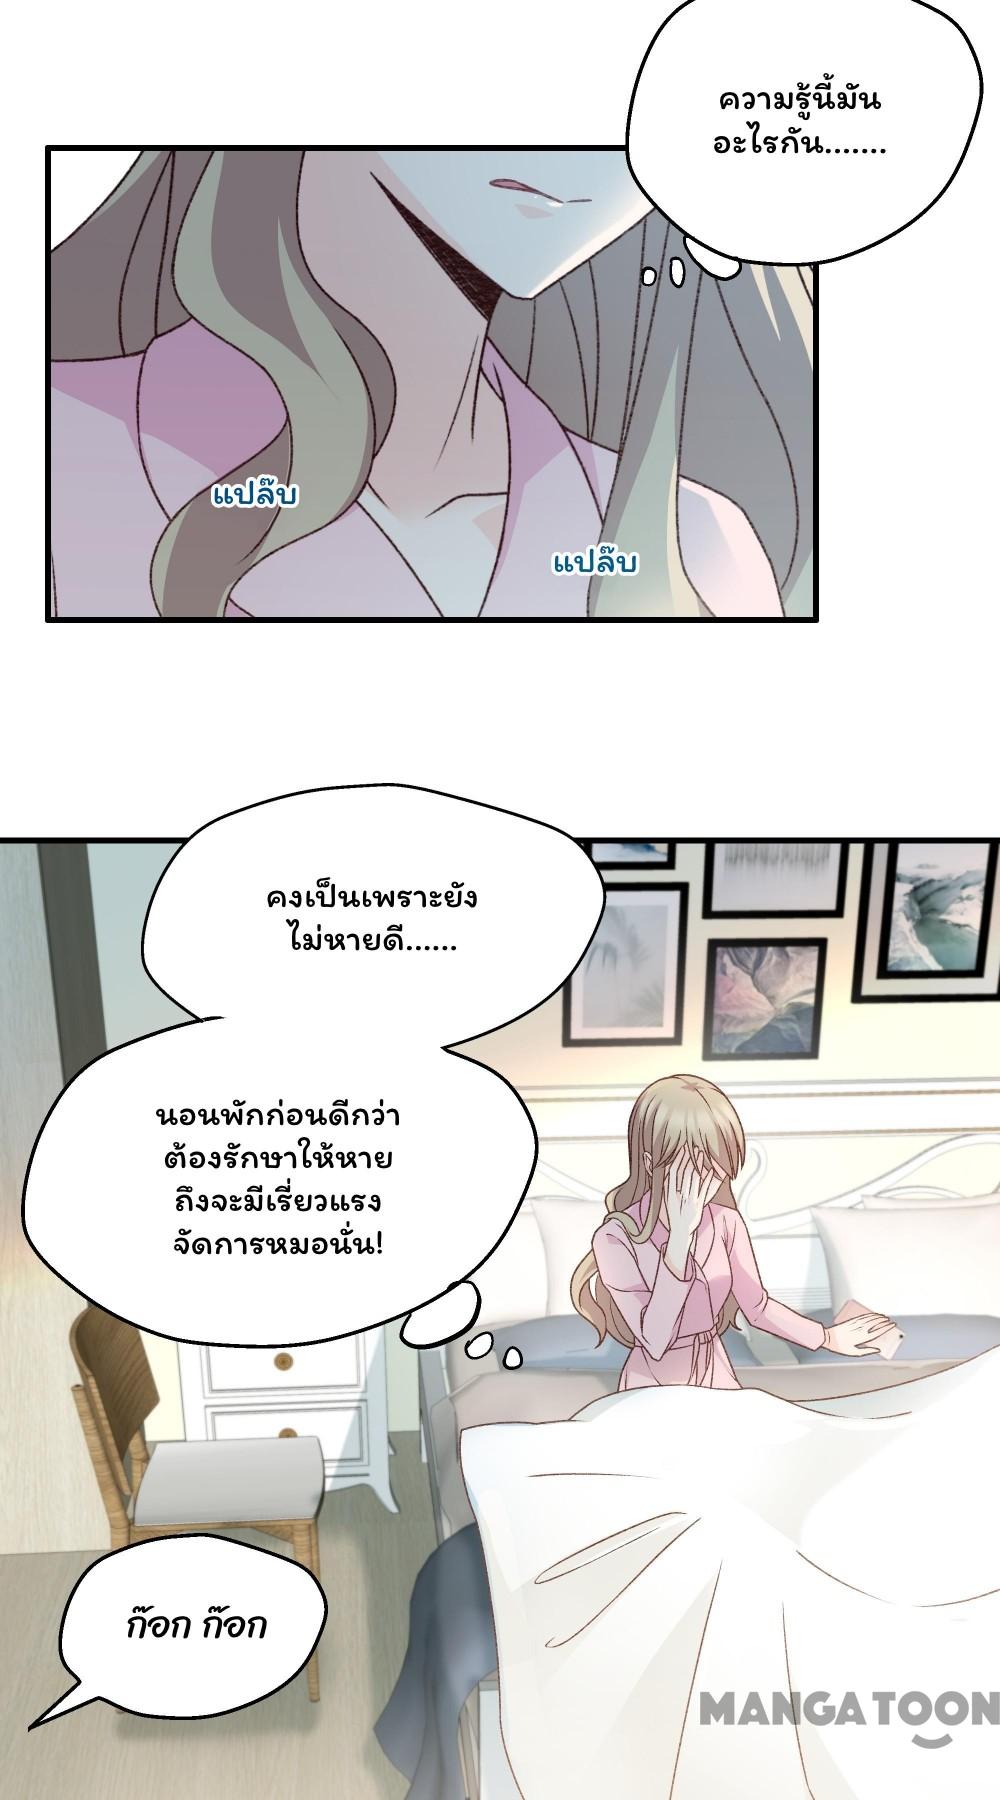 ความรู้นี้มัน
อะไรกัน.......
แปล๊บ
แปล๊บ
คงเป็นเพราะยัง
ไม่หายดี......
นอนพักก่อนดีกว่า
ต้องรักษาให้หาย
ถึงจะมีเรี่ยวแรง
จัดการหมอนั่น!
ก๊อก ก๊อก
MANGATOON